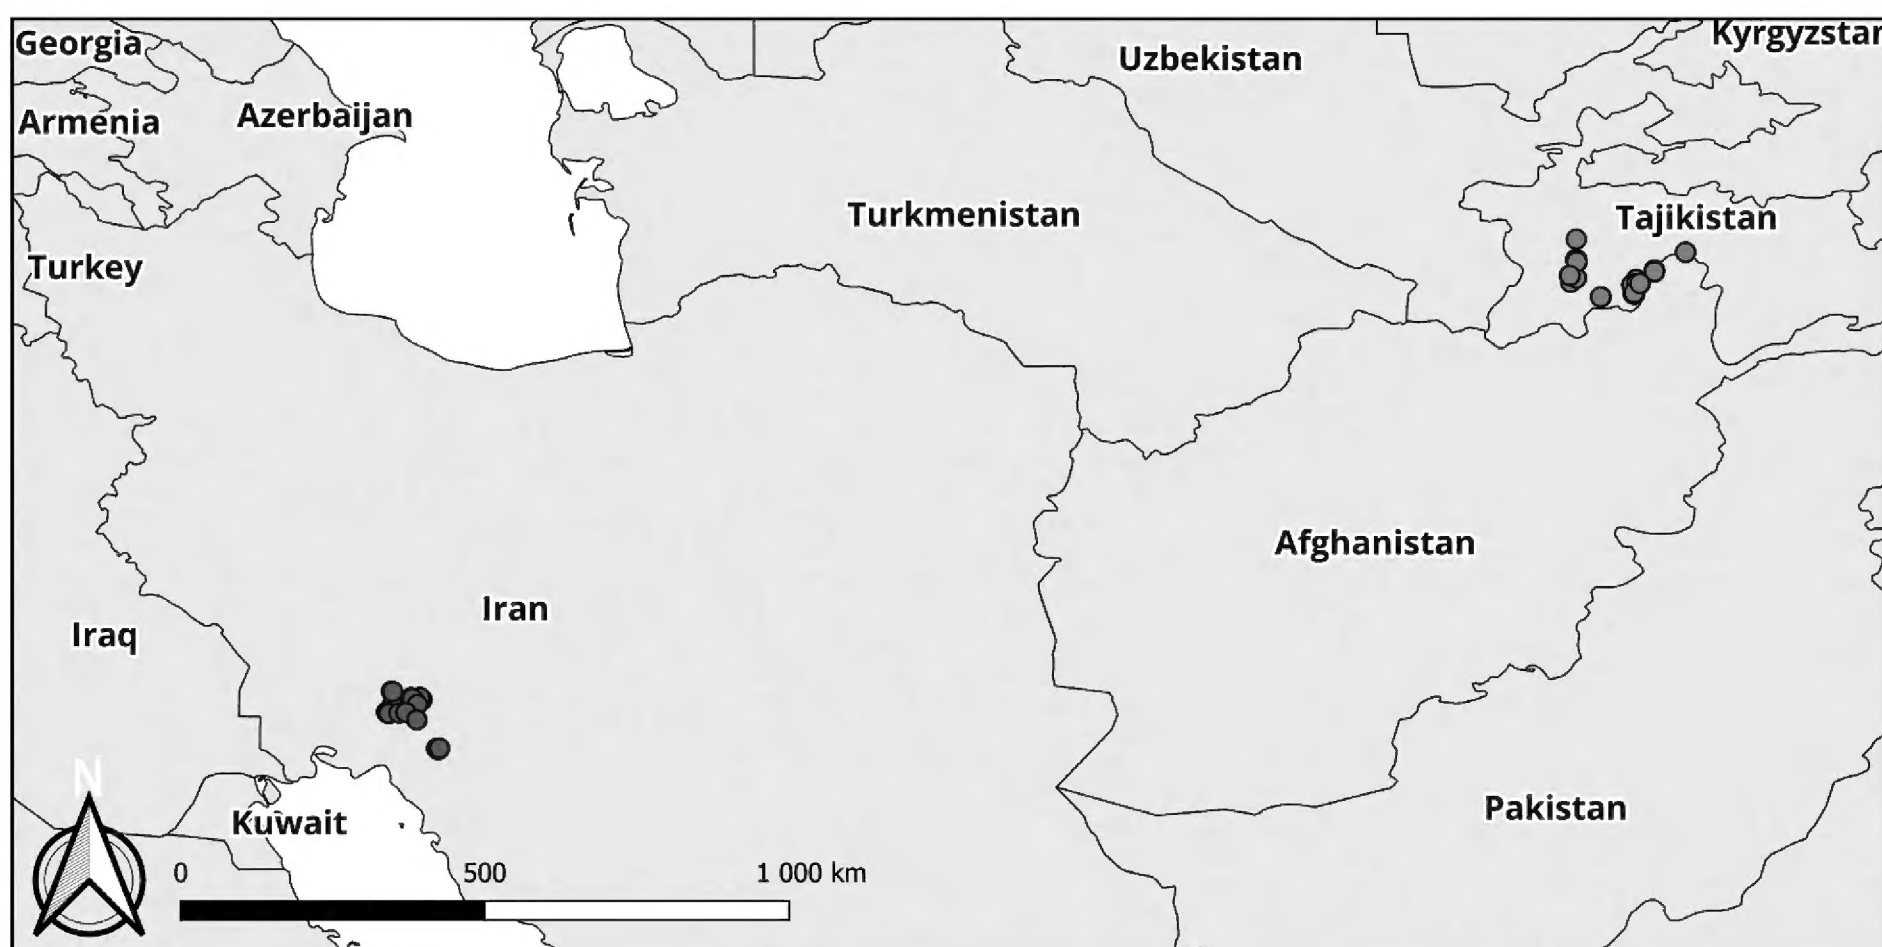 Georgia
Uzbekistan
Kyrgyzstan
Armenia
Azerbaijan
Turkmenistan
Tajikistan
Turkey
Afghanistan
Iran
Iraq
N
Kuwait
Pakistan
0 500 1 000 km